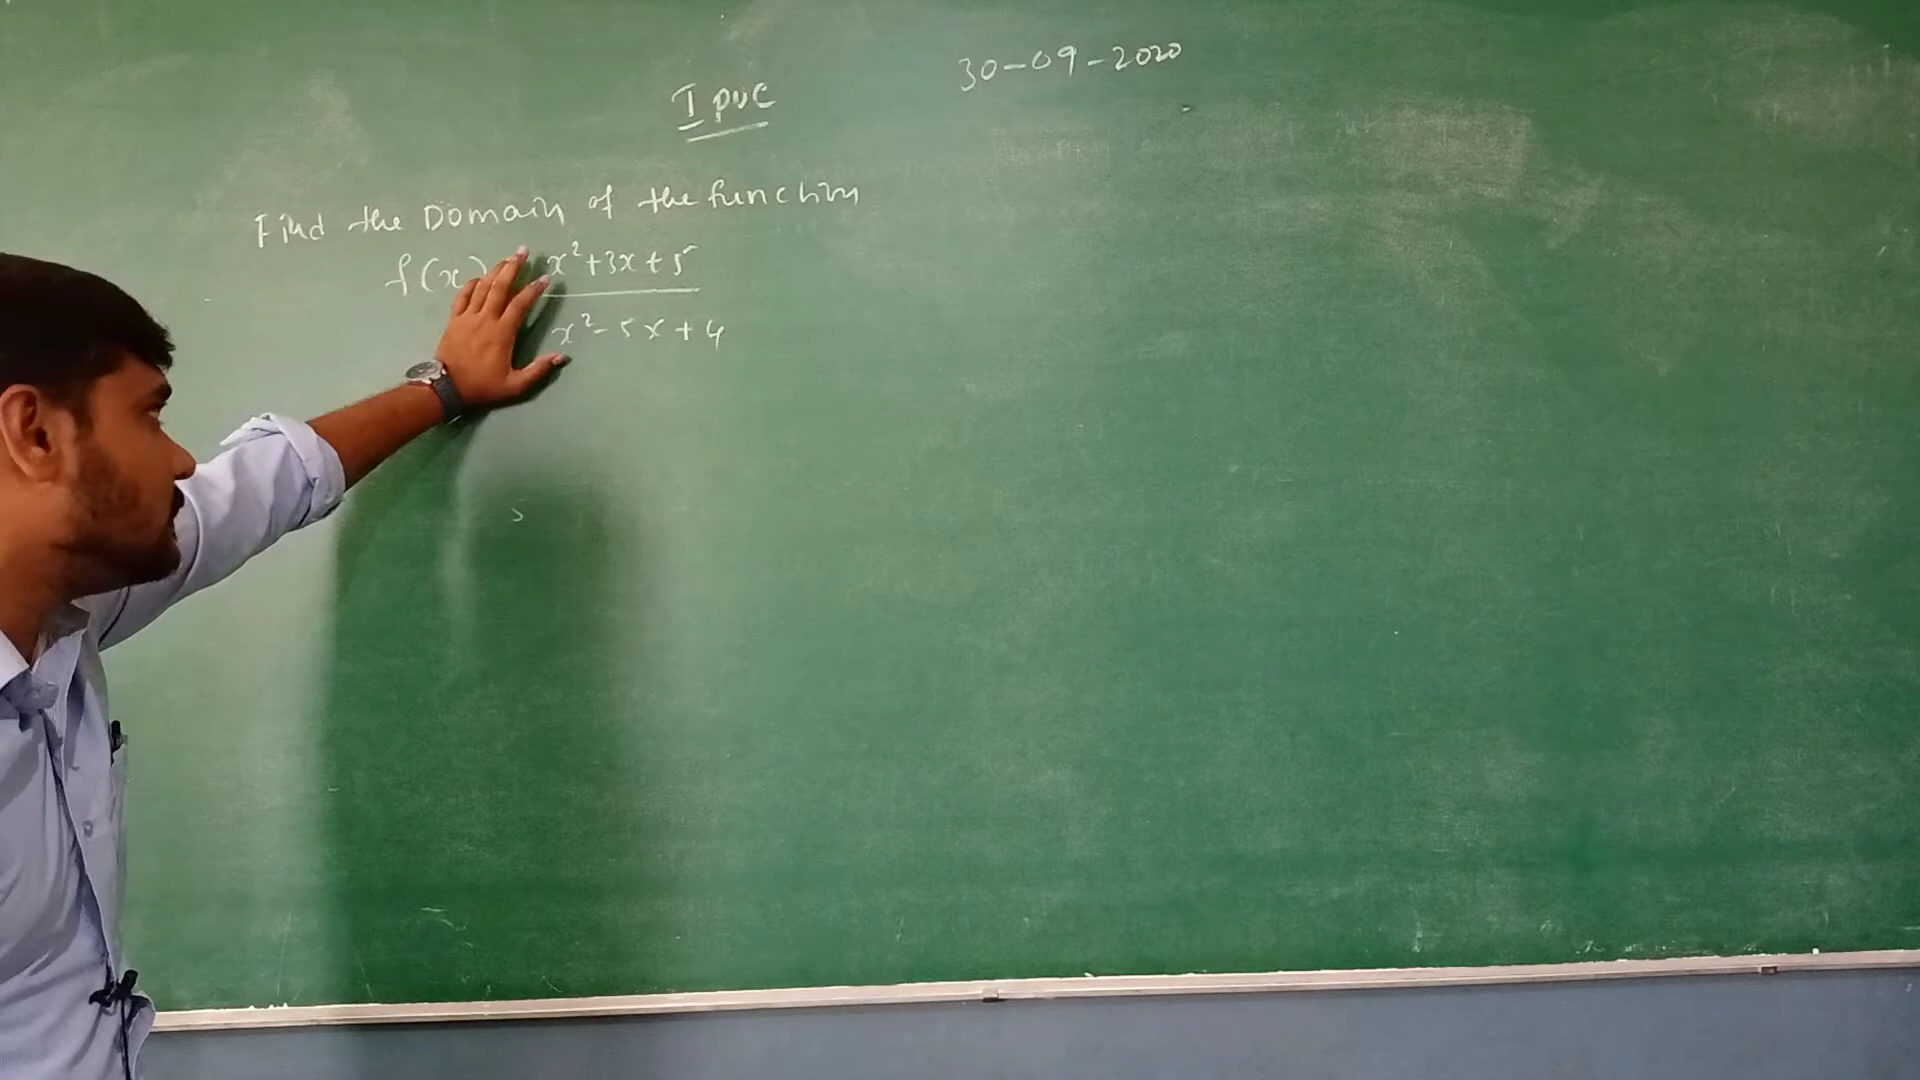 30-09-2020
I PUC
Find the Domain of the function
f(x) x²+3x+5
x²-5x+4